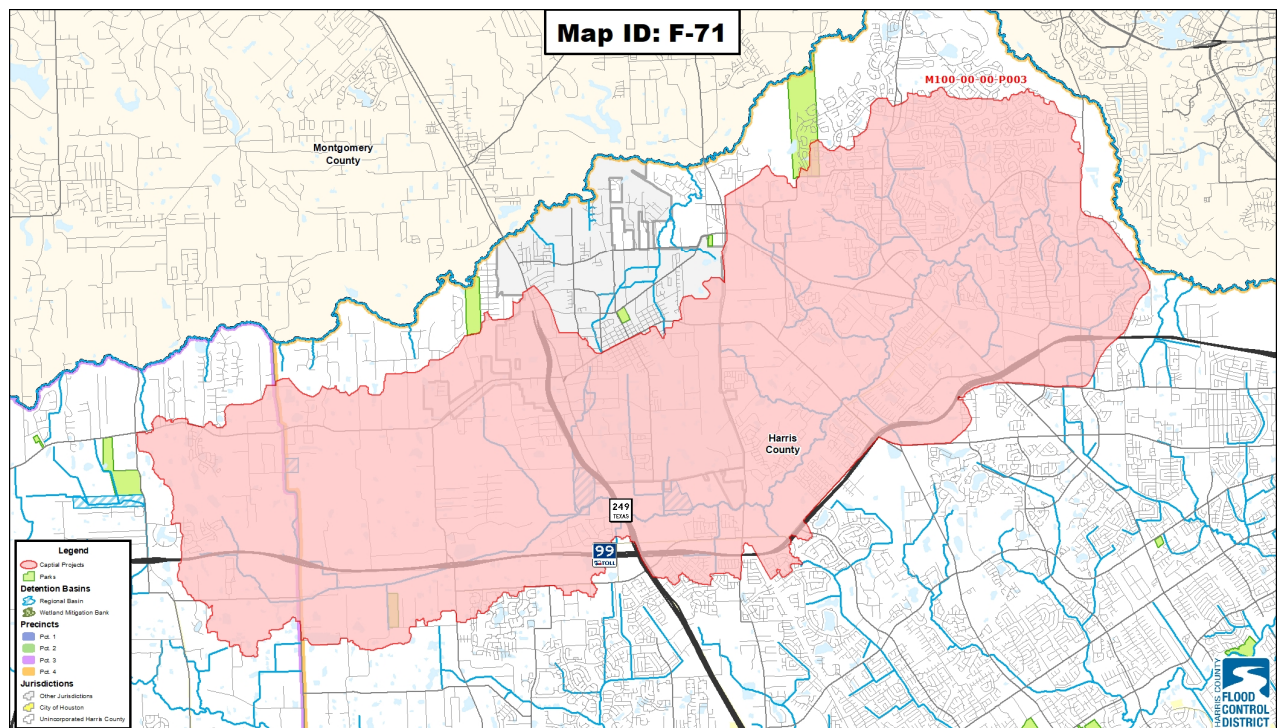 Map ID: F-71
M100-00-00-P003
Montgomery
County
Harris
County
249
TEXAS
99
TOLL
Legend
Captial Projects
Parks
Detention Basins
Regional Basin
Wetland Mitigation Bank
Precincts
Pct. 1
Pct. 2
Pct. 3
Pct. 4
Jurisdictions
Other Jurisdictions
City of Houston
Unincorporated Harris County
HARRIS COUNTY
FLOOD
CONTROL
DISTRICT